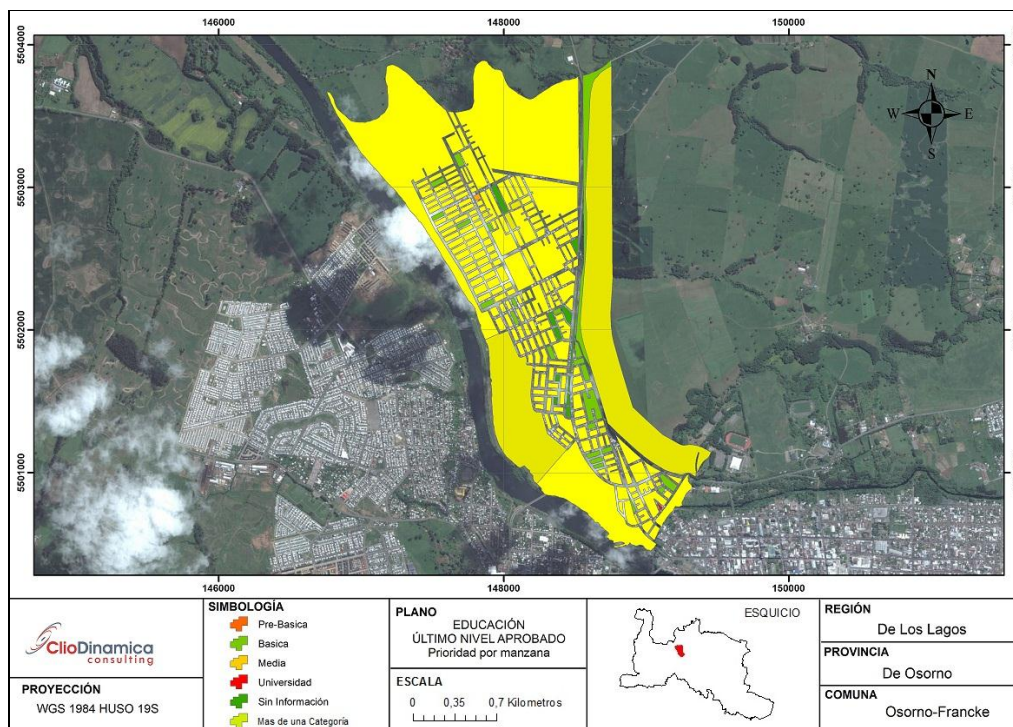 146000 148000 150000
5504000
5503000
5502000
5501000
N
W E
S
146000 148000 150000
ClioDinamica
consulting
PROYECCIÓN
WGS 1984 HUSO 19S
SIMBOLOGÍA
Pre-Basica
Basica
Media
Universidad
Sin Información
Mas de una Categoría
PLANO
EDUCACIÓN
ÚLTIMO NIVEL APROBADO
Prioridad por manzana
ESCALA
0 0,35 0,7 Kilometros
ESQUICIO
REGIÓN
De Los Lagos
PROVINCIA
De Osorno
COMUNA
Osorno-Francke